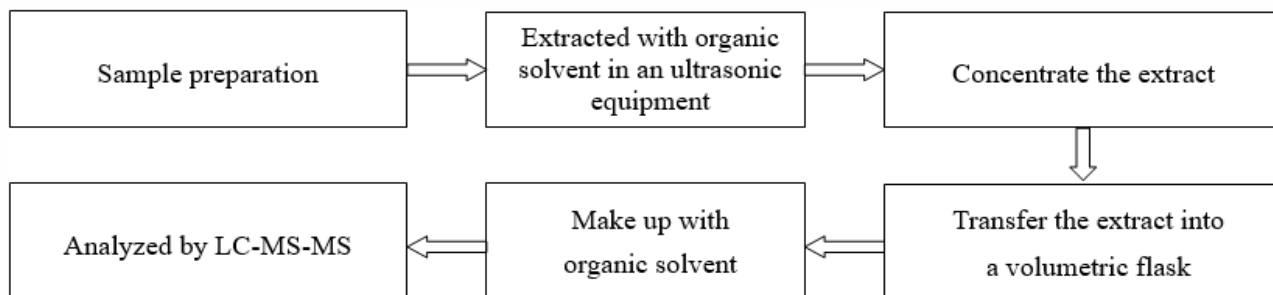 Sample preparation
Extracted with organic
solvent in an ultrasonic
equipment
Concentrate the extract
Transfer the extract into
a volumetric flask
Make up with
organic solvent
Analyzed by LC-MS-MS